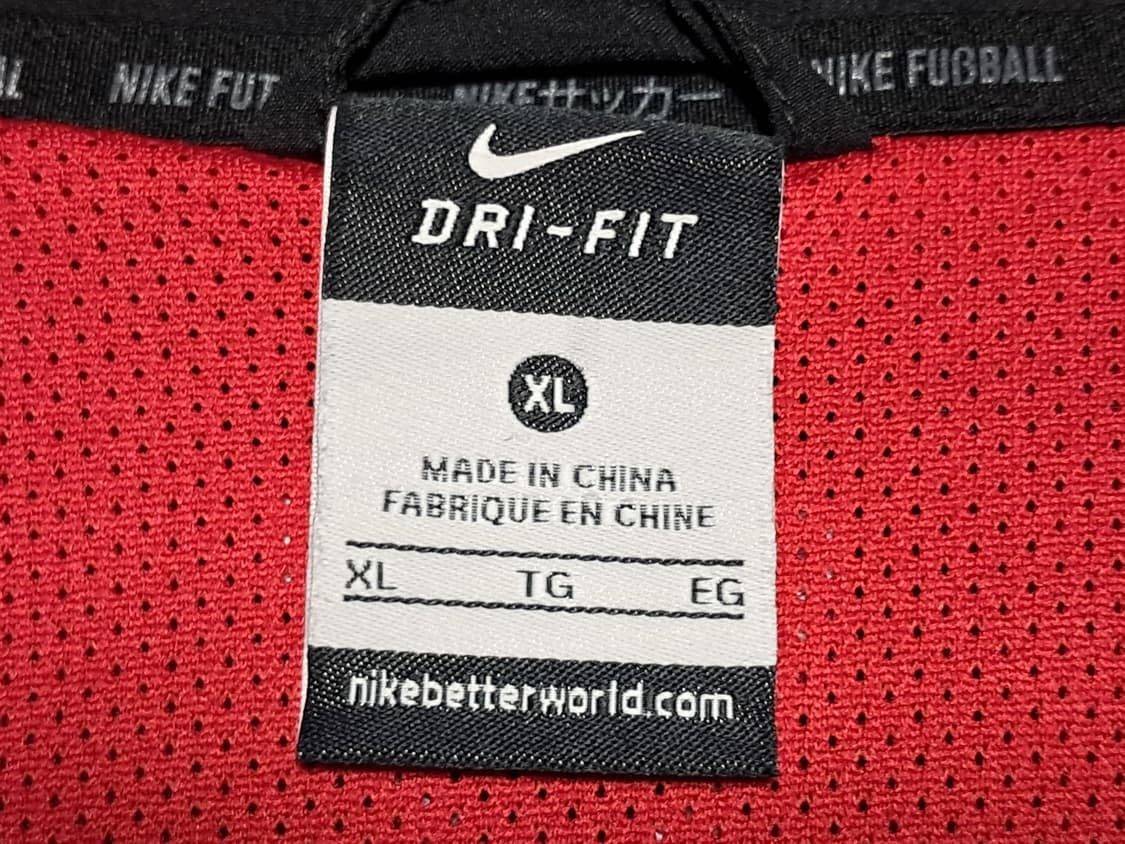 NIKE FUT
NIKEサッカー
NIKE FUßBALL
DRI-FIT
XL
MADE IN CHINA
FABRIQUE EN CHINE
XL TG EG
nikebetterworld.com